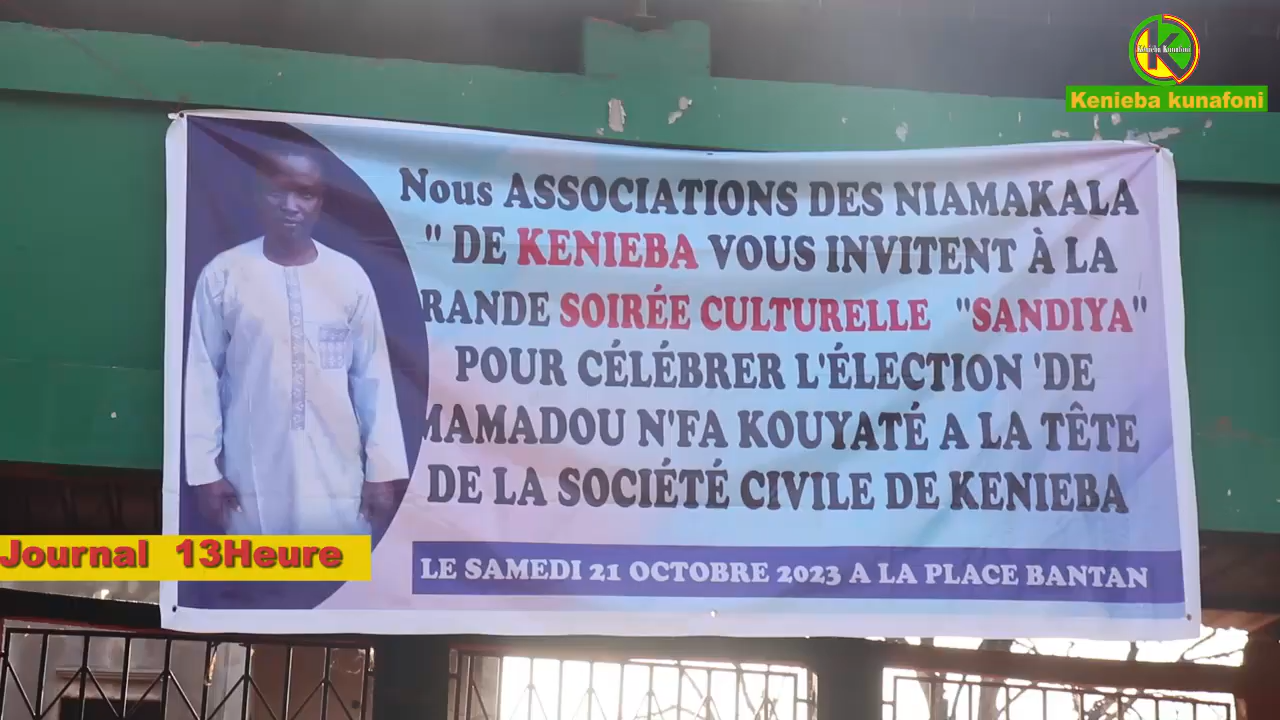 Kenieba Kunafoni
Kenieba kunafoni
Nous ASSOCIATIONS DES NIAMAKALA
" DE KENIEBA VOUS INVITENT À LA
RANDE SOIRÉE CULTURELLE "SANDIYA"
POUR CÉLÉBRER L'ÉLECTION 'DE
MAMADOU N'FA KOUYATÉ A LA TÊTE
DE LA SOCIÉTÉ CIVILE DE KENIEBA
LE SAMEDI 21 OCTOBRE 2023 A LA PLACE BANTAN
Journal 13Heure